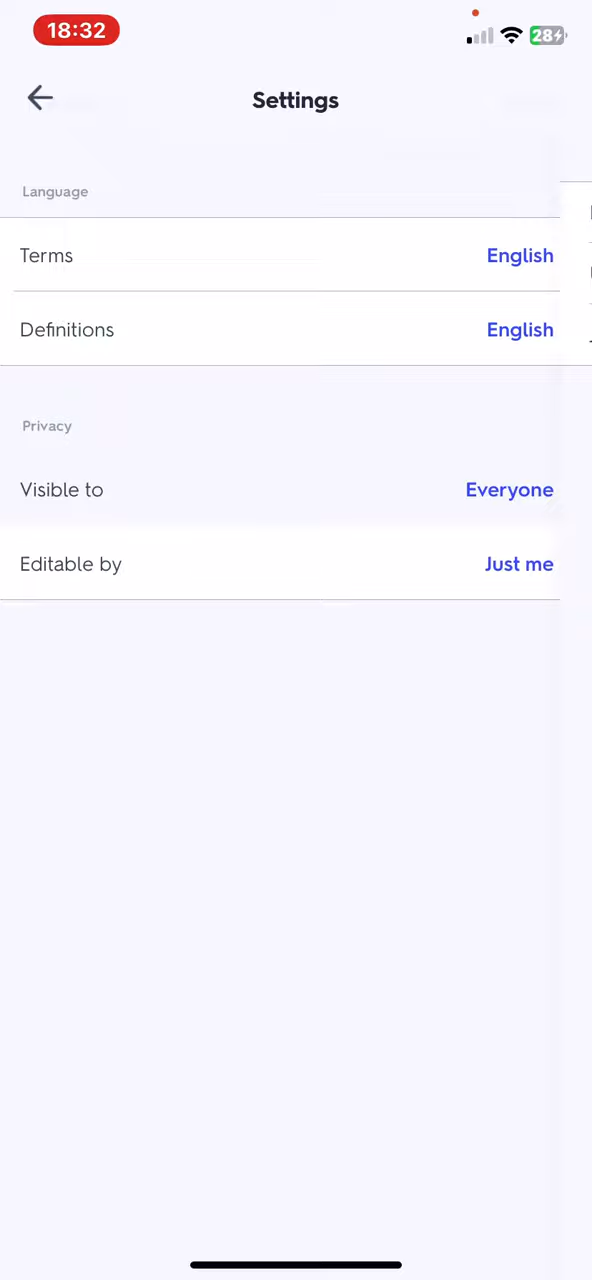 18:32
28
Settings
Language
Terms English
Definitions English
Privacy
Visible to Everyone
Editable by Just me